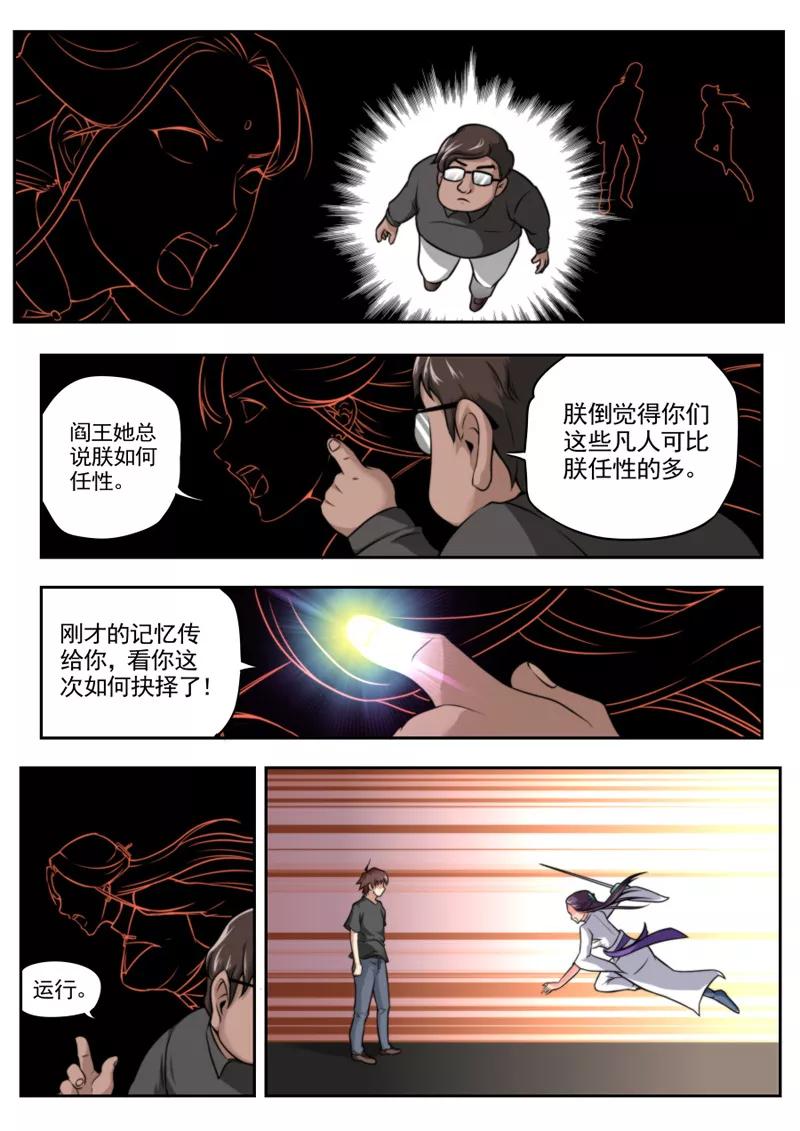 阎王她总
说朕如何
任性。
朕倒觉得你们
这些凡人可比
朕任性的多。
刚才的记忆传
给你，看你这
次如何抉择了！
运行。